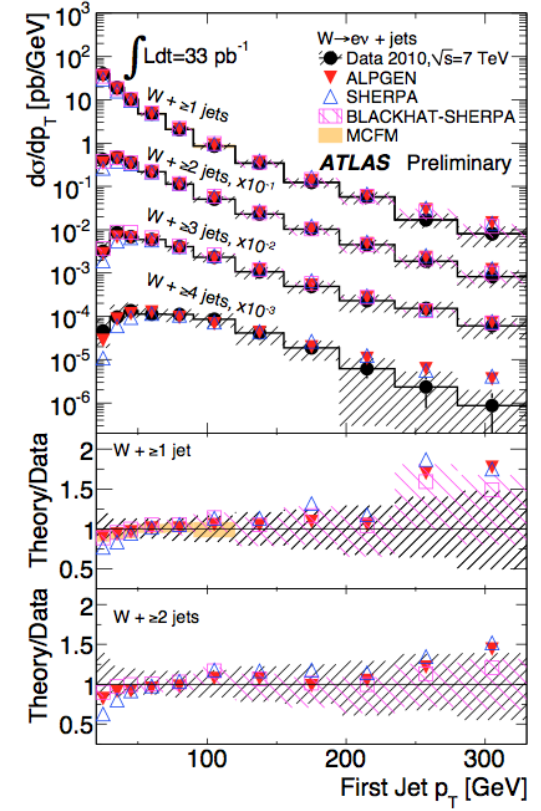 dσ/dp_T [pb/GeV]
10³
10²
10
1
10⁻¹
10⁻²
10⁻³
10⁻⁴
10⁻⁵
10⁻⁶
∫Ldt=33 pb⁻¹
W→eν + jets
Data 2010,√s=7 TeV
ALPGEN
SHERPA
BLACKHAT-SHERPA
MCFM
ATLAS Preliminary
W + ≥1 jets
W + ≥2 jets, x10⁻¹
W + ≥3 jets, x10⁻²
W + ≥4 jets, x10⁻³
Theory/Data
2
1.5
1
0.5
W + ≥1 jet
Theory/Data
2
1.5
1
0.5
W + ≥2 jets
100 200 300
First Jet p_T [GeV]